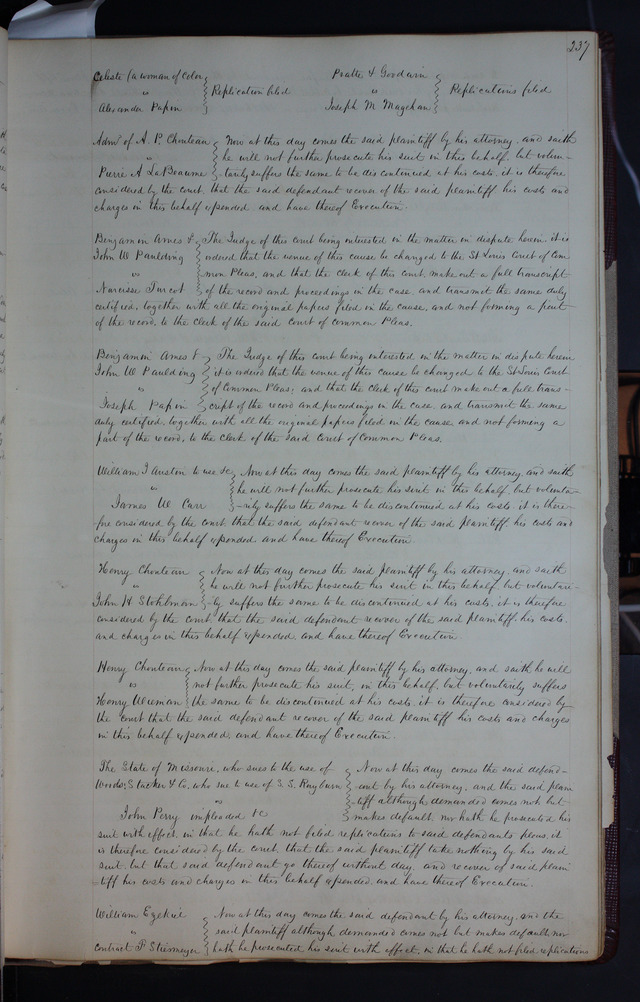 237
Celeste (a woman of color } Replication filed Pratte & Goodwin } Replications filed
vs vs
Alexander Papin Joseph M Magehan
Adm of A. P. Chouteau } Now at this day comes the said plaintiff by his attorney, and saith
vs he will not further prosecute his suit in this behalf, but volun-
Pierre A LaBeaume -tarily suffers the same to be discontinued at his costs, it is therefore
considered by the court, that the said defendant recover of the said plaintiff his costs and
charges in this behalf expended, and have thereof Execution.
Benjamin Ames & } The Judge of this court being interested in the matter in dispute herein it is
John W Paulding ordered that the venue of this cause be changed to the St Louis Court of Com
vs mon Pleas, and that the clerk of this court, make out a full transcript
Narcisse Turcot of the record and proceedings in the case, and transmit the same duly
certified, together with all the original papers filed in the cause, and not forming a part
of the record, to the clerk of the said court of common Pleas.
Benjamin Ames & } The Judge of this court being interested in the matter in dispute herein
John W Paulding it is ordered that the venue of this cause be changed to the St Louis Court
vs of Common Pleas; and that the Clerk of this court make out a full trans-
Joseph Papin cript of the record and proceedings in the case, and transmit the same
duly certified, together with all the original papers filed in the cause and not forming a
part of the record, to the Clerk of the said Court of Common Pleas.
William I Austin to use &c } Now at this day comes the said plaintiff by his attorney, and saith
vs he will not further prosecute his suit in this behalf, but volunta-
James W Carr -rily suffers the same to be discontinued at his costs, it is there-
fore considered by the court that the said defendant recover of the said plaintiff his costs and
charges in this behalf expended, and have thereof Execution.
Henry Chouteau } Now at this day comes the said plaintiff by his attorney, and saith
vs he will not further prosecute his suit in this behalf, but voluntari-
John H Stohlman -ly suffers the same to be discontinued at his costs, it is therefore
considered by the court, that the said defendant recover of the said plaintiff, his costs,
and charges in this behalf expended, and have thereof Execution.
Henry Chouteau } Now at this day comes the said plaintiff by his attorney, and saith he will
vs not further prosecute his suit, in this behalf, but voluntarily suffers
Henry Wieman the same to be discontinued at his costs, it is therefore considered by
the court that the said defendant recover of the said plaintiff his costs and charges
in this behalf expended, and have thereof Execution.
The State of Missouri, who sues to the use of } Now at this day comes the said defend-
Woods, Stacker & Co, who sue to use of S. S. Rayburn -ant by his attorney, and the said plain
vs -tiff although demanded comes not but
John Perry impleaded &c makes default, nor hath he prosecuted his
suit with effect, in that he hath not filed replications to said defendants pleas, it
is therefore considered by the court, that the said plaintiff take nothing by his said
suit, but that said defendant go thereof without day, and recover of said plain
-tiff his costs and charges in this behalf expended, and have thereof Execution.
William Ezekiel } Now at this day comes the said defendant by his attorney, and the
vs said plaintiff although demanded comes not but makes default, nor
Contract P Stiesmeyer hath he prosecuted his suit with effect, in that he hath not filed replications